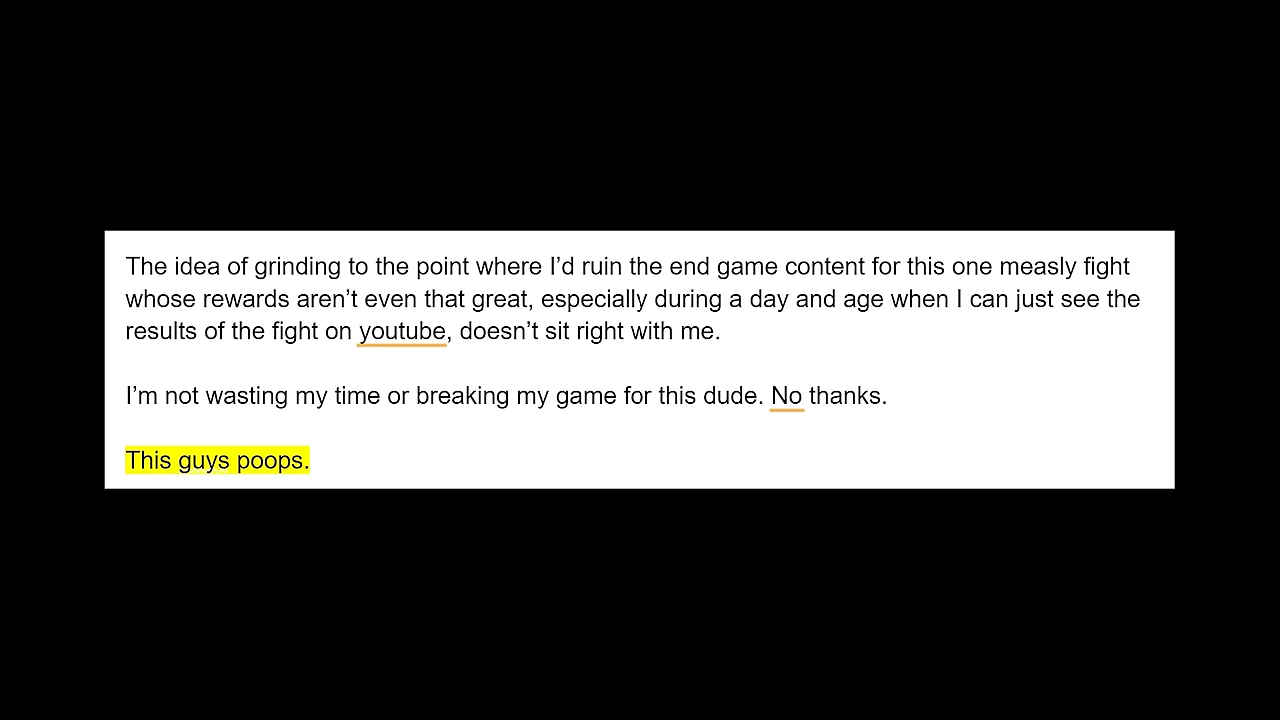 The idea of grinding to the point where I’d ruin the end game content for this one measly fight
whose rewards aren’t even that great, especially during a day and age when I can just see the
results of the fight on youtube, doesn’t sit right with me.
I’m not wasting my time or breaking my game for this dude. No thanks.
This guys poops.